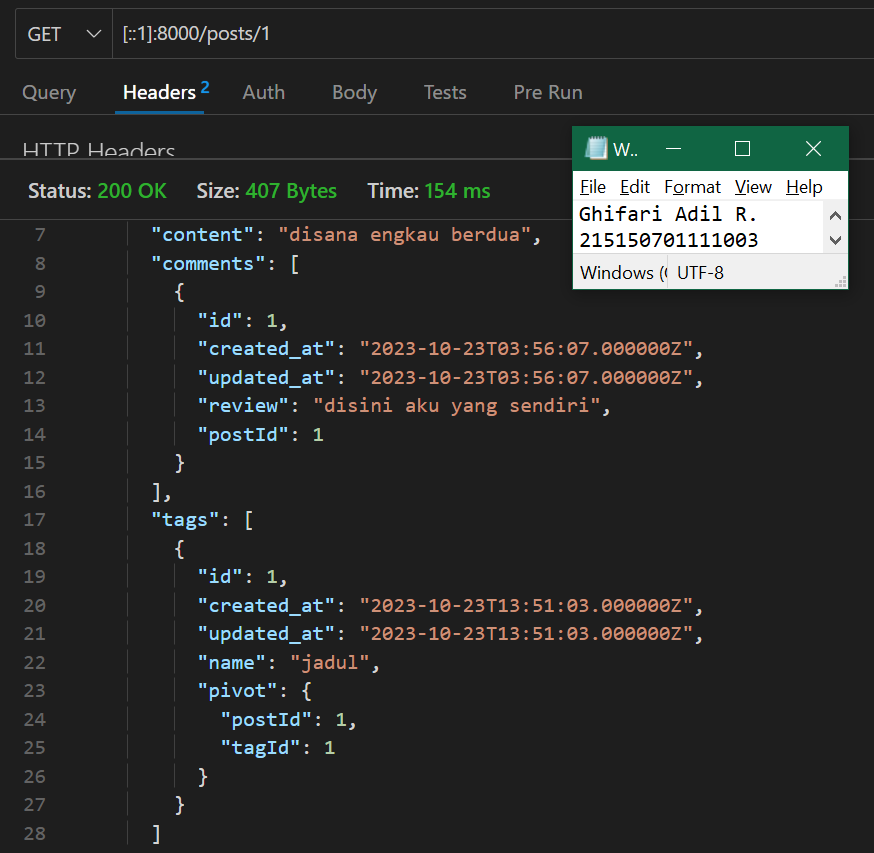 GET [::1]:8000/posts/1
Query Headers 2 Auth Body Tests Pre Run
HTTP Headers
Status: 200 OK Size: 407 Bytes Time: 154 ms
W..
File Edit Format View Help
Ghifari Adil R.
215150701111003
Windows (C UTF-8
7 "content": "disana engkau berdua",
8 "comments": [
9 {
10 "id": 1,
11 "created_at": "2023-10-23T03:56:07.000000Z",
12 "updated_at": "2023-10-23T03:56:07.000000Z",
13 "review": "disini aku yang sendiri",
14 "postId": 1
15 }
16 ],
17 "tags": [
18 {
19 "id": 1,
20 "created_at": "2023-10-23T13:51:03.000000Z",
21 "updated_at": "2023-10-23T13:51:03.000000Z",
22 "name": "jadul",
23 "pivot": {
24 "postId": 1,
25 "tagId": 1
26 }
27 }
28 ]